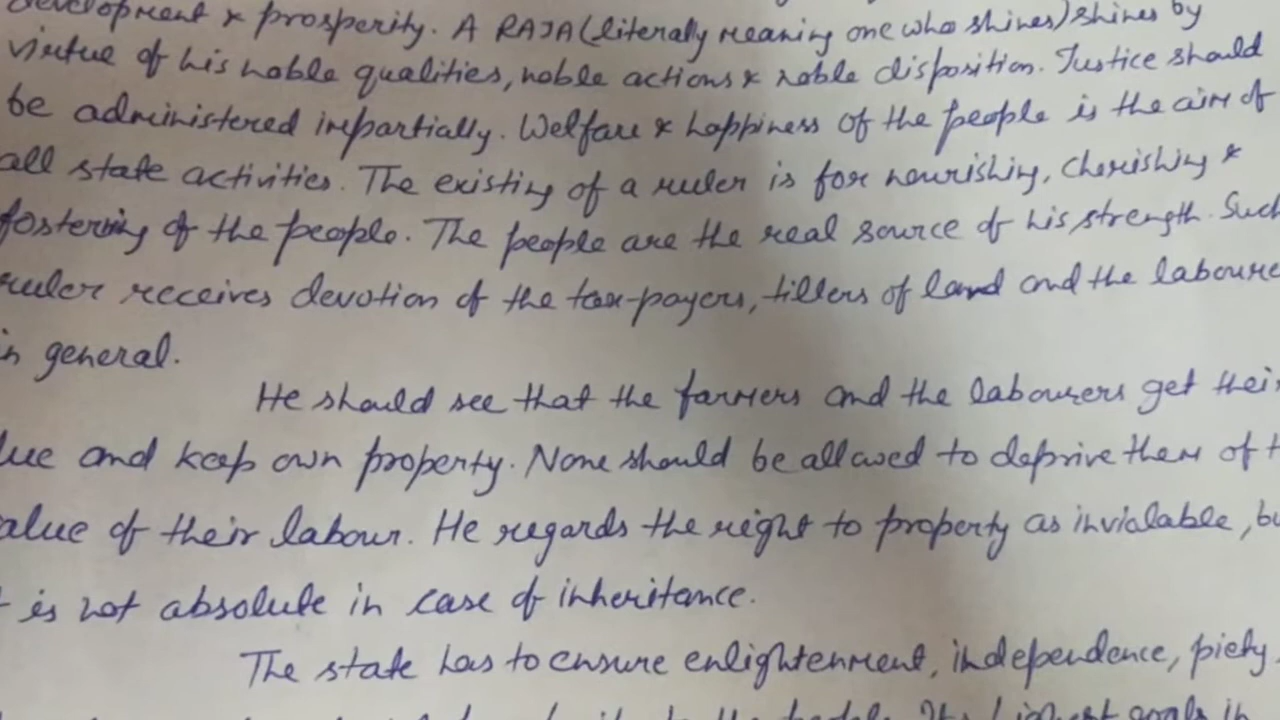 development & prosperity. A RAJA (literally meaning one who shines) shines by
virtue of his noble qualities, noble actions & noble disposition. Justice should
be administered impartially. Welfare & happiness of the people is the aim of
all state activities. The existing of a ruler is for nourishing, cherishing &
fostering of the people. The people are the real source of his strength. Such
ruler receives devotion of the tax-payers, tillers of land and the laboure
in general.
He should see that the farmers and the labourers get their
due and keep own property. None should be allowed to deprive them of t
alue of their labour. He regards the right to property as invialable, bu
t is not absolute in case of inheritance.
The state has to ensure enlightenment, independence, piety
to the